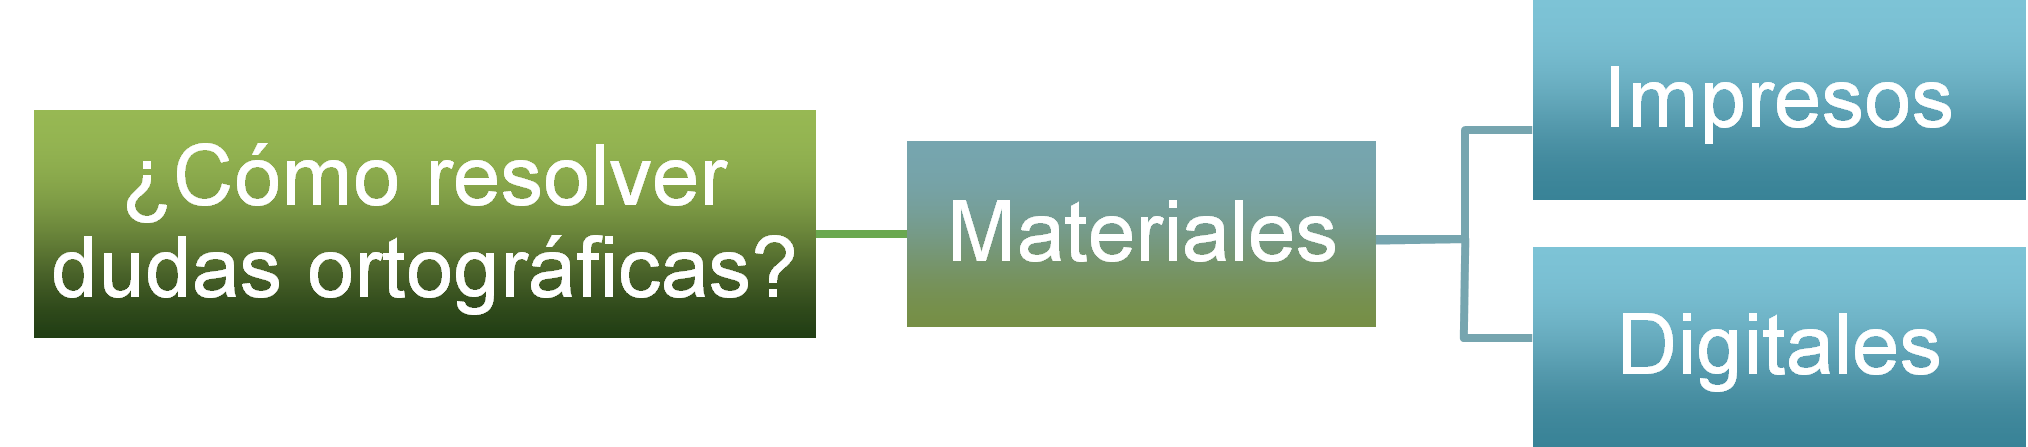 ¿Cómo resolver
dudas ortográficas?
Materiales
Impresos
Digitales